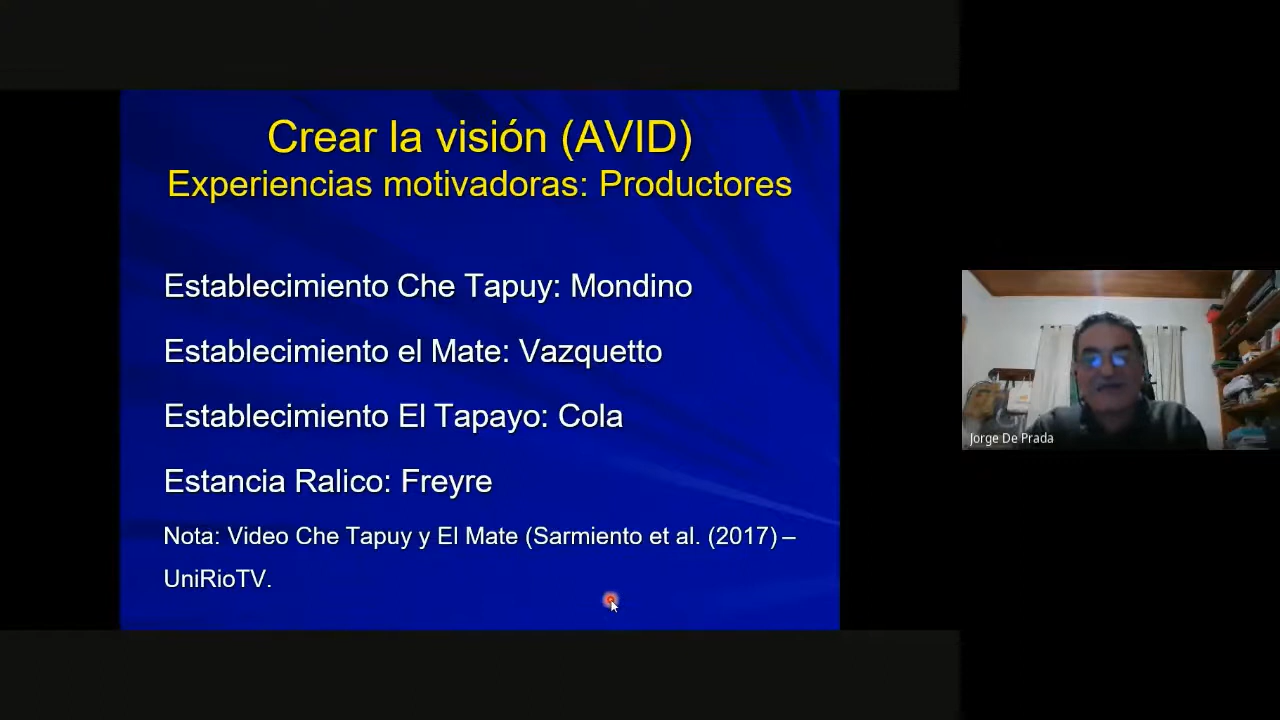 Crear la visión (AVID)
Experiencias motivadoras: Productores
Establecimiento Che Tapuy: Mondino
Establecimiento el Mate: Vazquetto
Establecimiento El Tapayo: Cola
Estancia Ralico: Freyre
Nota: Video Che Tapuy y El Mate (Sarmiento et al. (2017) –
UniRioTV.
Jorge De Prada